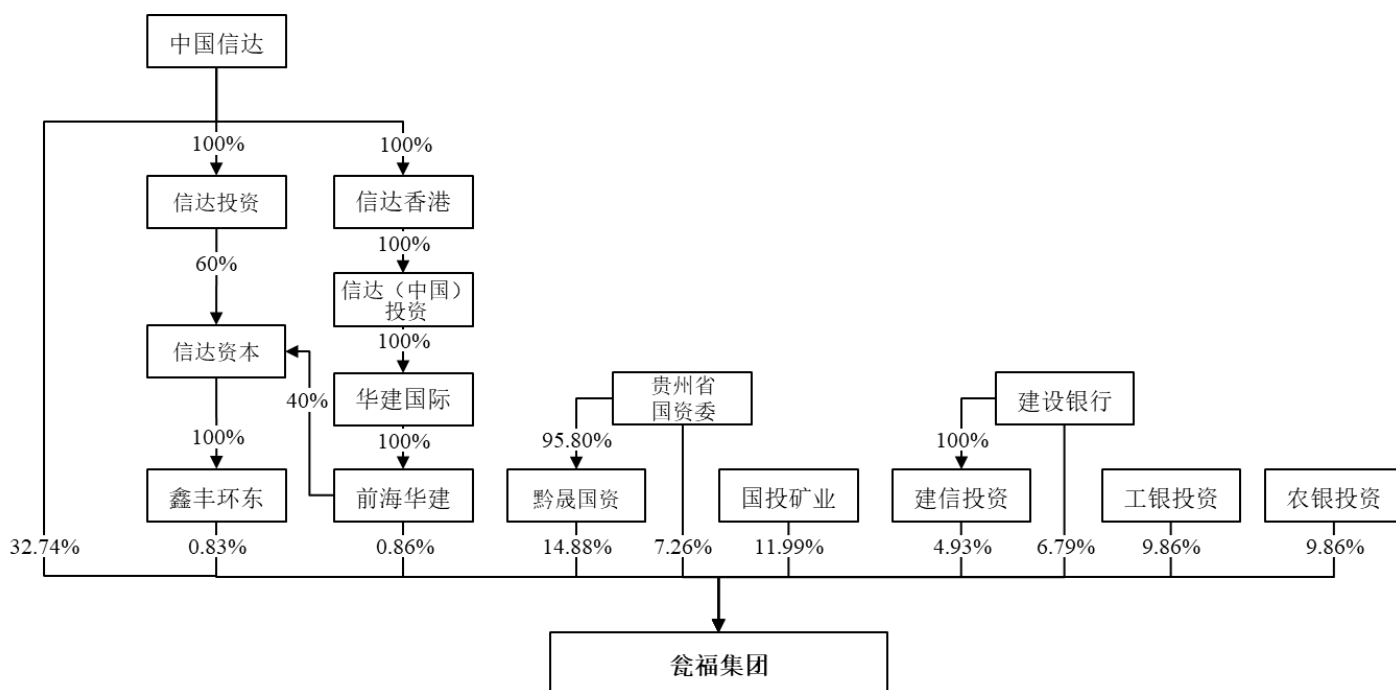 中国信达
100%
100%
信达投资
信达香港
100%
60%
信达（中国）
投资
信达资本
100%
华建国际
40%
贵州省
国资委
建设银行
100%
100%
95.80%
100%
鑫丰环东
前海华建
黔晟国资
国投矿业
建信投资
工银投资
农银投资
32.74%
0.83%
0.86%
14.88%
7.26%
11.99%
4.93%
6.79%
9.86%
9.86%
瓮福集团